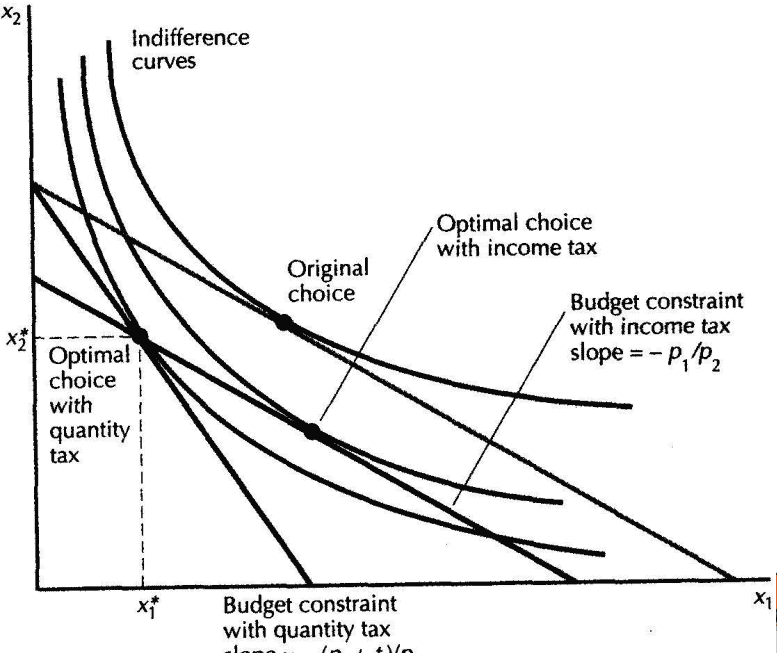 x₂
Indifference
curves
Optimal choice
with income tax
Original
choice
Budget constraint
with income tax
slope = – p₁/p₂
x₂*
Optimal
choice
with
quantity
tax
x₁*
x₁
Budget constraint
with quantity tax